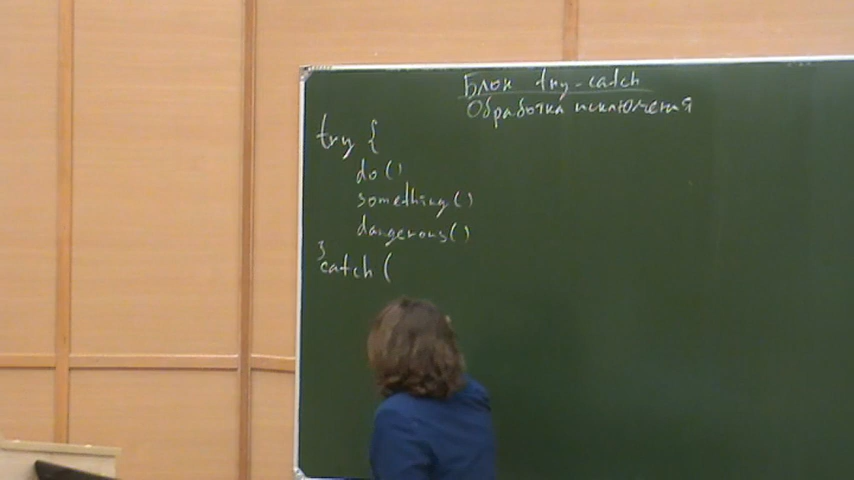 Блок try-catch
Обработка исключения
try {
do()
something()
dangerous()
}
catch (